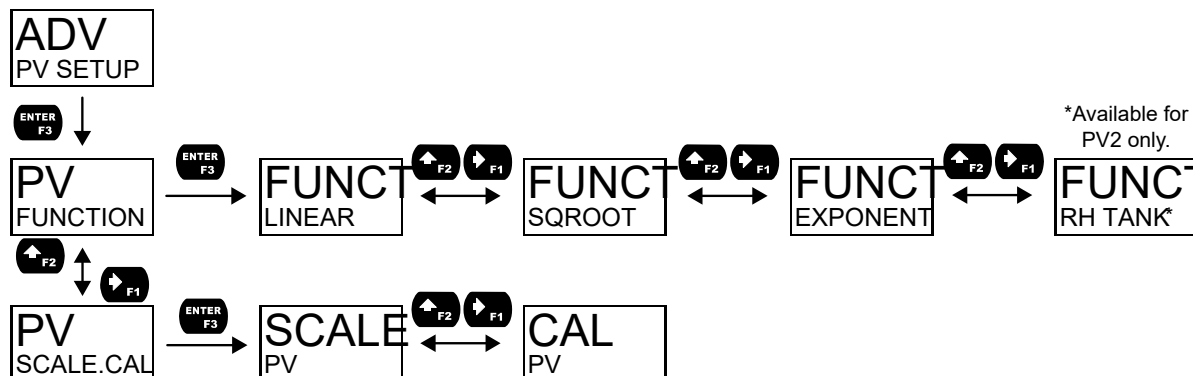 ADV
PV SETUP
ENTER
F3
*Available for
PV2 only.
PV
FUNCTION
ENTER
F3
FUNCT
LINEAR
F2 F1
FUNCT
SQROOT
F2 F1
FUNCT
EXPONENT
F2 F1
FUNCT
RH TANK*
F2
F1
PV
SCALE.CAL
ENTER
F3
SCALE
PV
F2 F1
CAL
PV